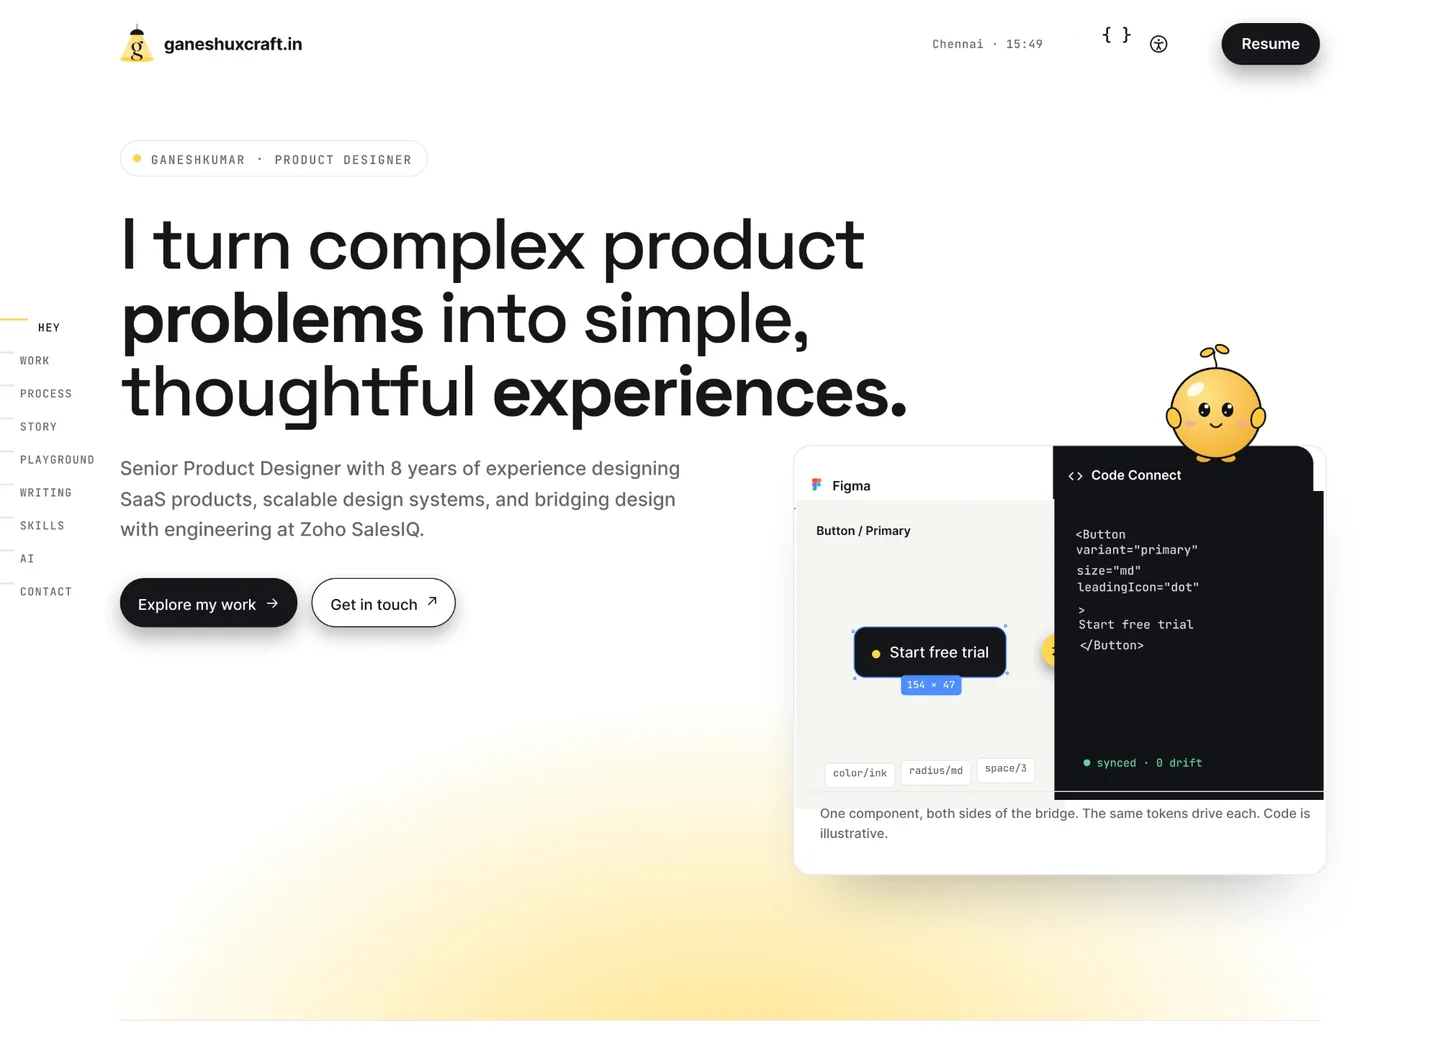 g ganeshuxcraft.in
Chennai · 15:49
{ }
Resume
GANESHKUMAR · PRODUCT DESIGNER
I turn complex product
problems into simple,
thoughtful experiences.
HEY
WORK
PROCESS
STORY
PLAYGROUND
WRITING
SKILLS
AI
CONTACT
Senior Product Designer with 8 years of experience designing
SaaS products, scalable design systems, and bridging design
with engineering at Zoho SalesIQ.
Explore my work →
Get in touch ↗
Figma
Button / Primary
Start free trial
154 × 47
color/ink
radius/md
space/3
<> Code Connect
<Button
variant="primary"
size="md"
leadingIcon="dot"
>
Start free trial
</Button>
synced · 0 drift
One component, both sides of the bridge. The same tokens drive each. Code is
illustrative.